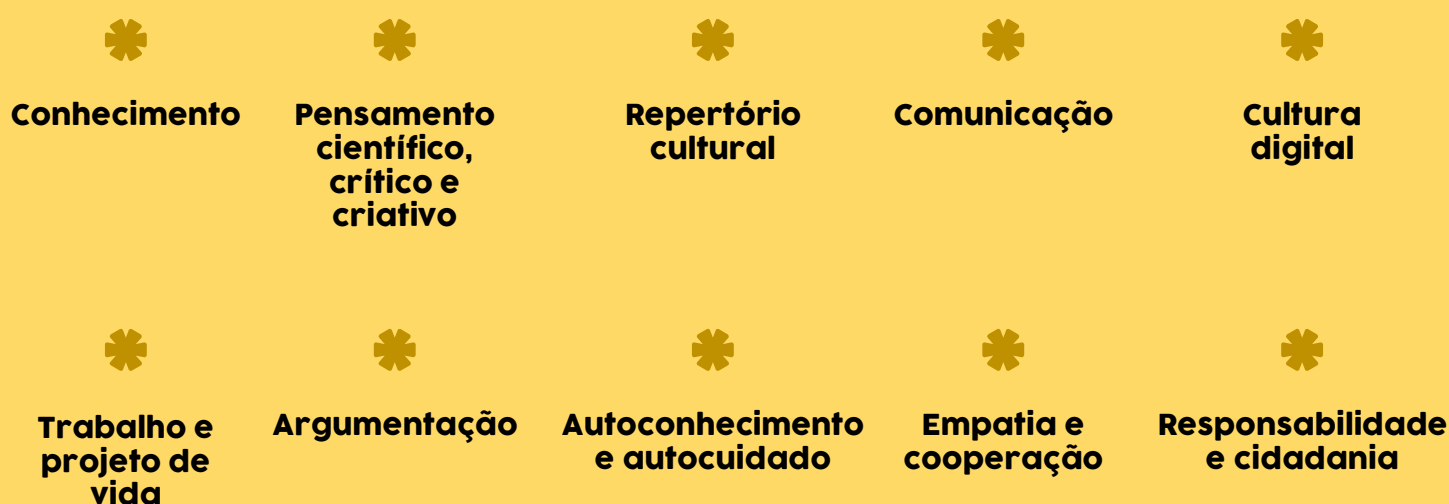 Conhecimento
Pensamento
científico,
crítico e
criativo
Repertório
cultural
Comunicação
Cultura
digital
Trabalho e
projeto de
vida
Argumentação
Autoconhecimento
e autocuidado
Empatia e
cooperação
Responsabilidade
e cidadania